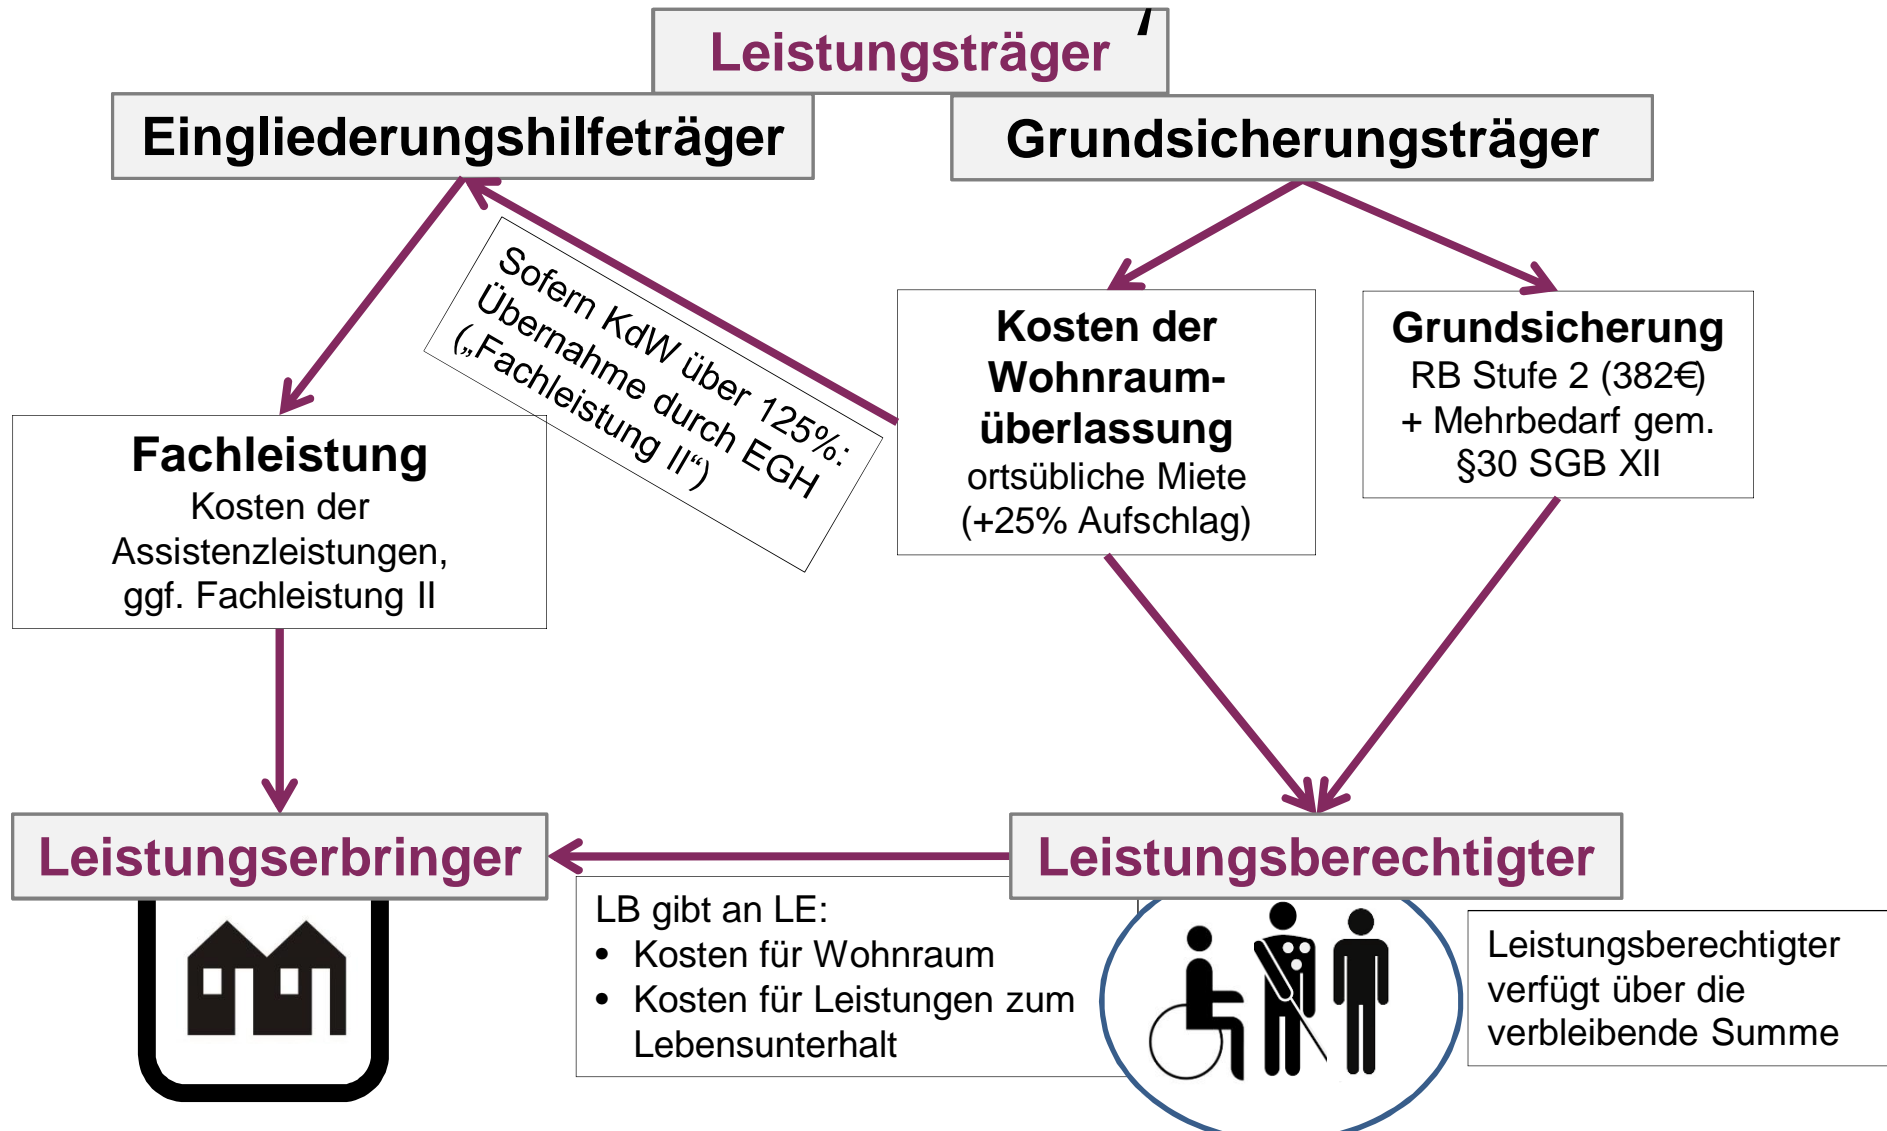 Leistungsträger
Eingliederungshilfeträger
Grundsicherungsträger
Sofern KdW über 125%:
Übernahme durch EGH
(„Fachleistung II“)
Kosten der
Wohnraum-
überlassung
ortsübliche Miete
(+25% Aufschlag)
Grundsicherung
RB Stufe 2 (382€)
+ Mehrbedarf gem.
§30 SGB XII
Fachleistung
Kosten der
Assistenzleistungen,
ggf. Fachleistung II
Leistungserbringer
Leistungsberechtigter
LB gibt an LE:
• Kosten für Wohnraum
• Kosten für Leistungen zum
Lebensunterhalt
Leistungsberechtigter
verfügt über die
verbleibende Summe